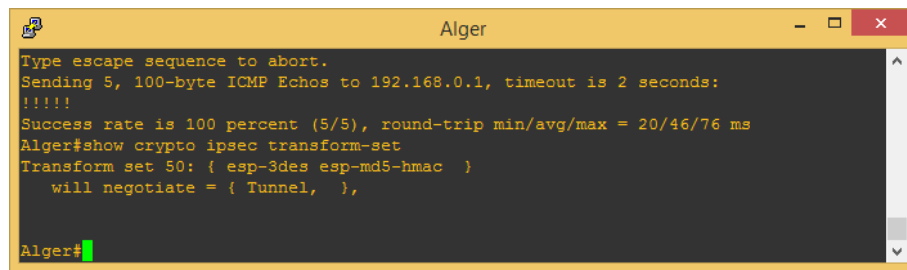 Alger
Type escape sequence to abort.
Sending 5, 100-byte ICMP Echos to 192.168.0.1, timeout is 2 seconds:
!!!!!
Success rate is 100 percent (5/5), round-trip min/avg/max = 20/46/76 ms
Alger#show crypto ipsec transform-set
Transform set 50: { esp-3des esp-md5-hmac  }
   will negotiate = { Tunnel,  },
Alger#